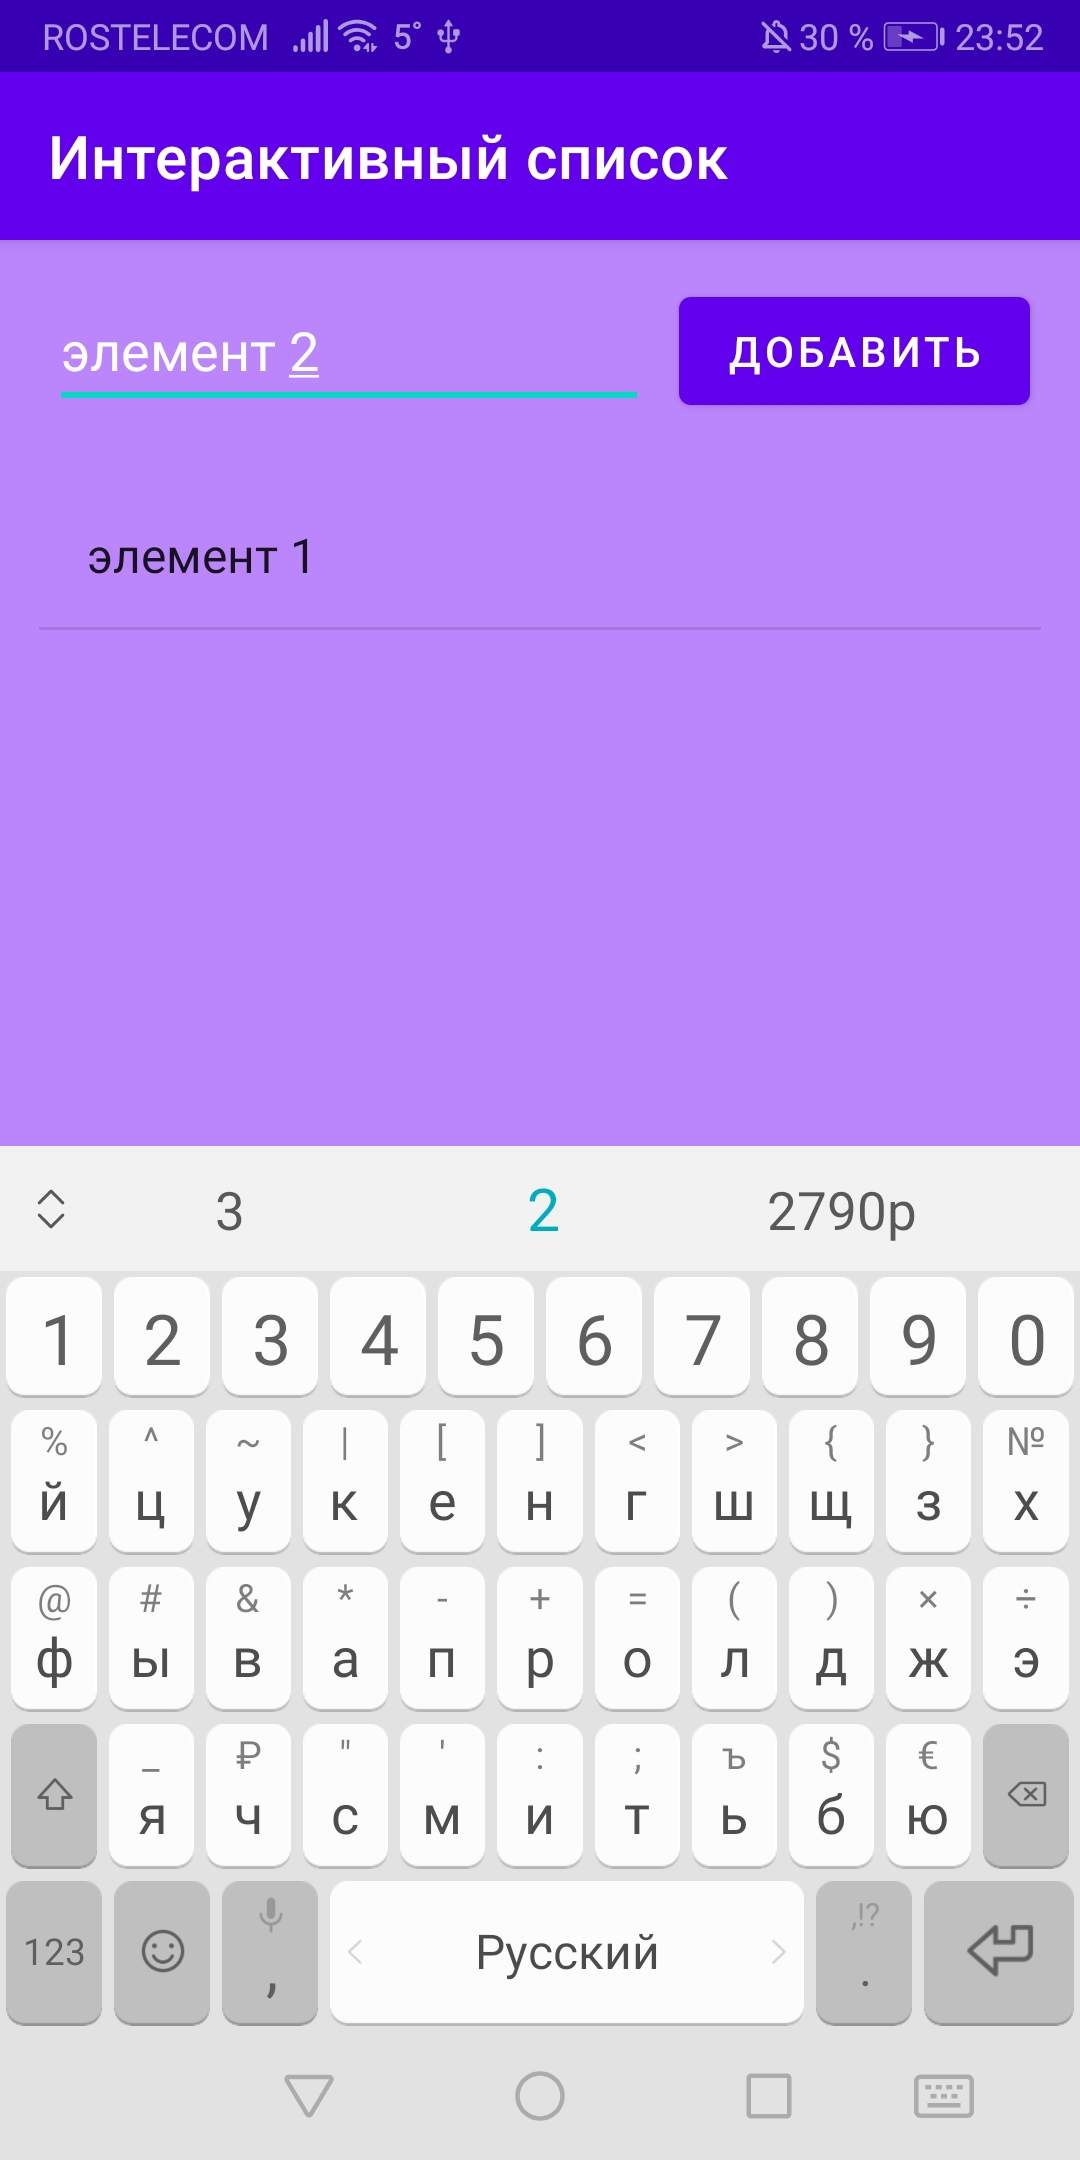 ROSTELECOM 5° 30 % 23:52
Интерактивный список
элемент 2
ДОБАВИТЬ
элемент 1
3 2 2790р
1 2 3 4 5 6 7 8 9 0
% ^ ~ | [ ] < > { } №
й ц у к е н г ш щ з х
@ # & * - + = ( ) × ÷
ф ы в а п р о л д ж э
_ ₽ " ' : ; ъ $ €
я ч с м и т ь б ю
,!?
123 , Русский .